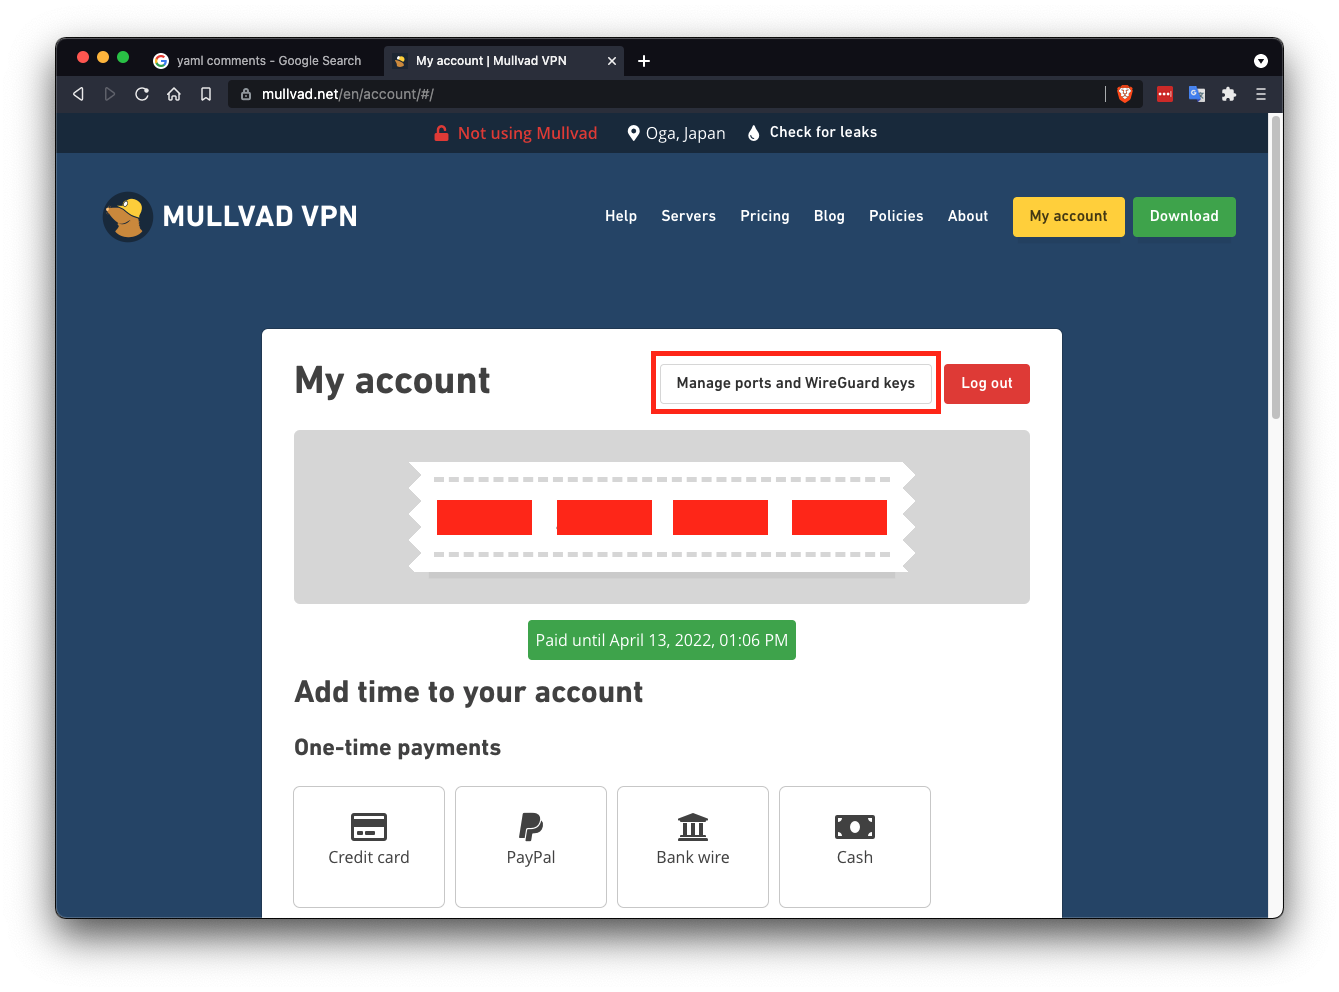 yaml comments - Google Search
My account | Mullvad VPN
mullvad.net/en/account/#/
Not using Mullvad
Oga, Japan
Check for leaks
MULLVAD VPN
Help
Servers
Pricing
Blog
Policies
About
My account
Download
My account
Manage ports and WireGuard keys
Log out
Paid until April 13, 2022, 01:06 PM
Add time to your account
One-time payments
Credit card
PayPal
Bank wire
Cash